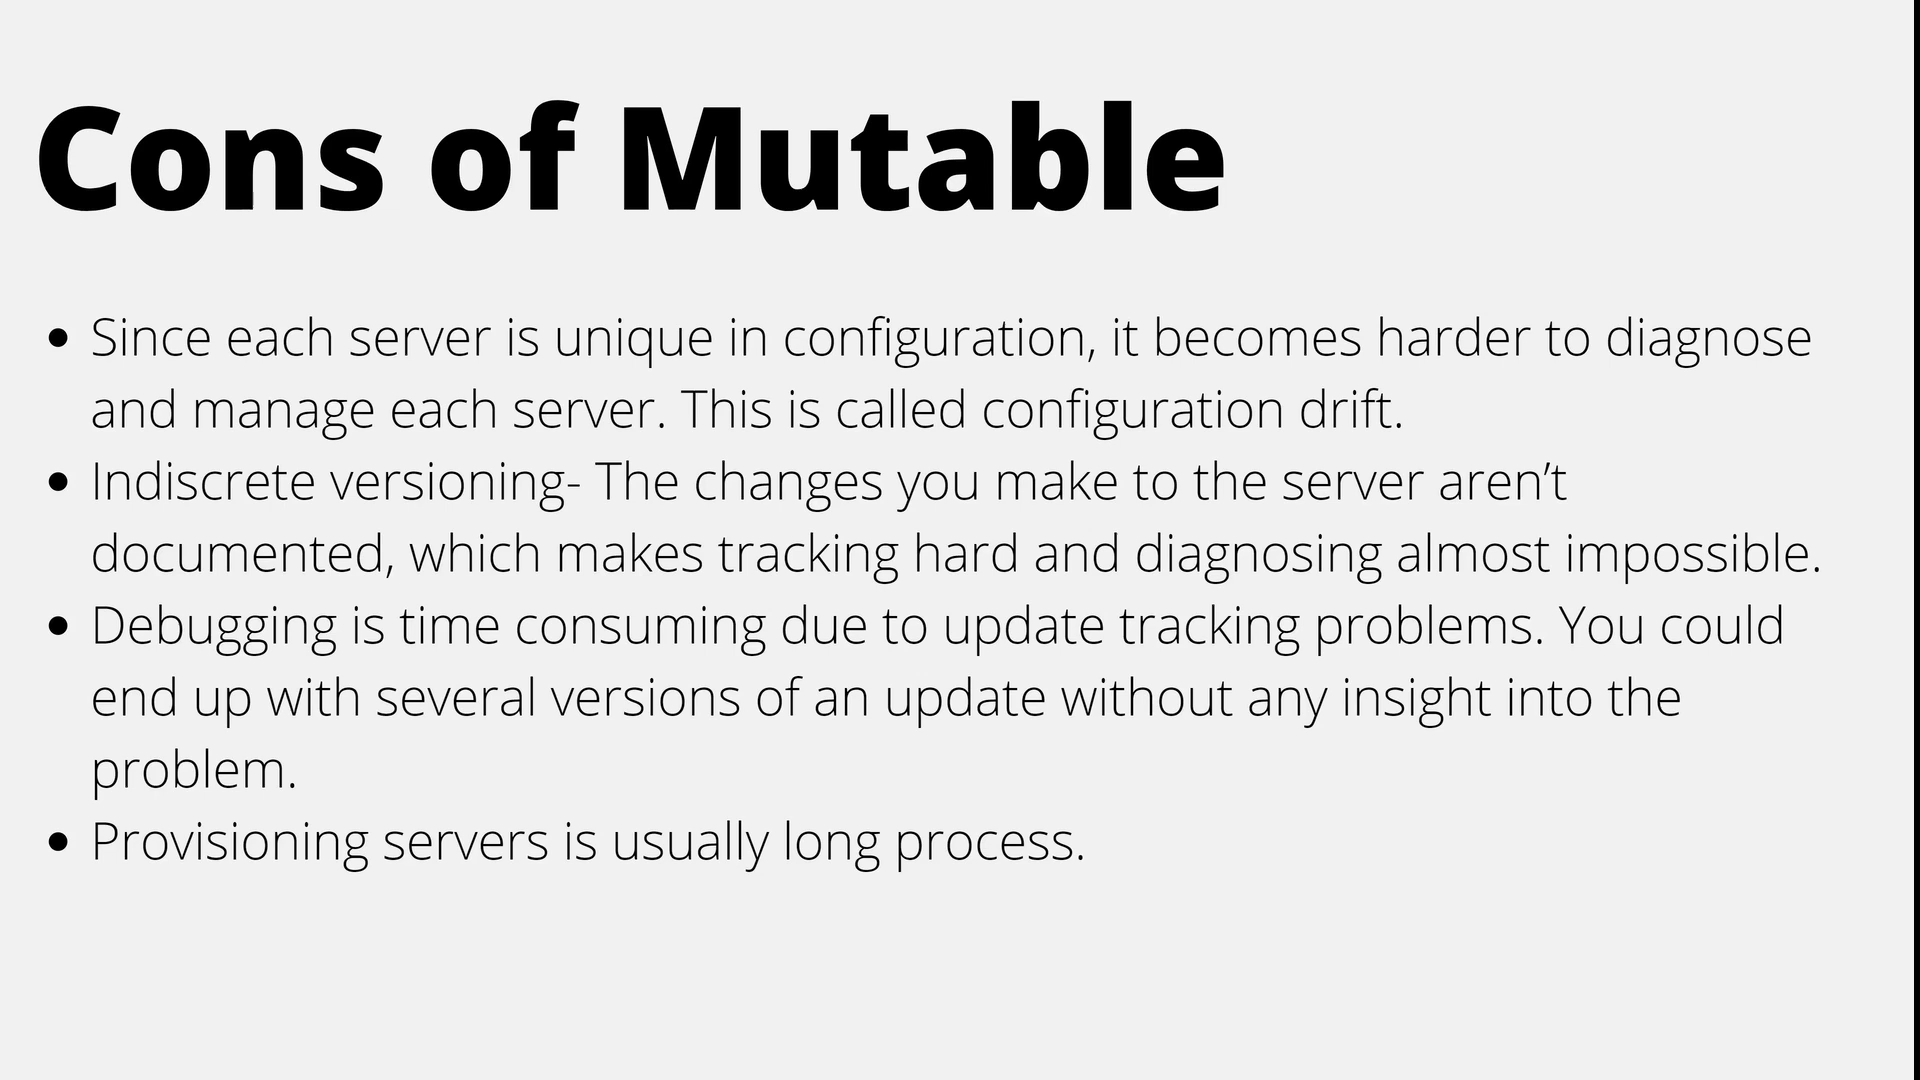 Cons of Mutable
• Since each server is unique in configuration, it becomes harder to diagnose
and manage each server. This is called configuration drift.
• Indiscrete versioning- The changes you make to the server aren’t
documented, which makes tracking hard and diagnosing almost impossible.
• Debugging is time consuming due to update tracking problems. You could
end up with several versions of an update without any insight into the
problem.
• Provisioning servers is usually long process.